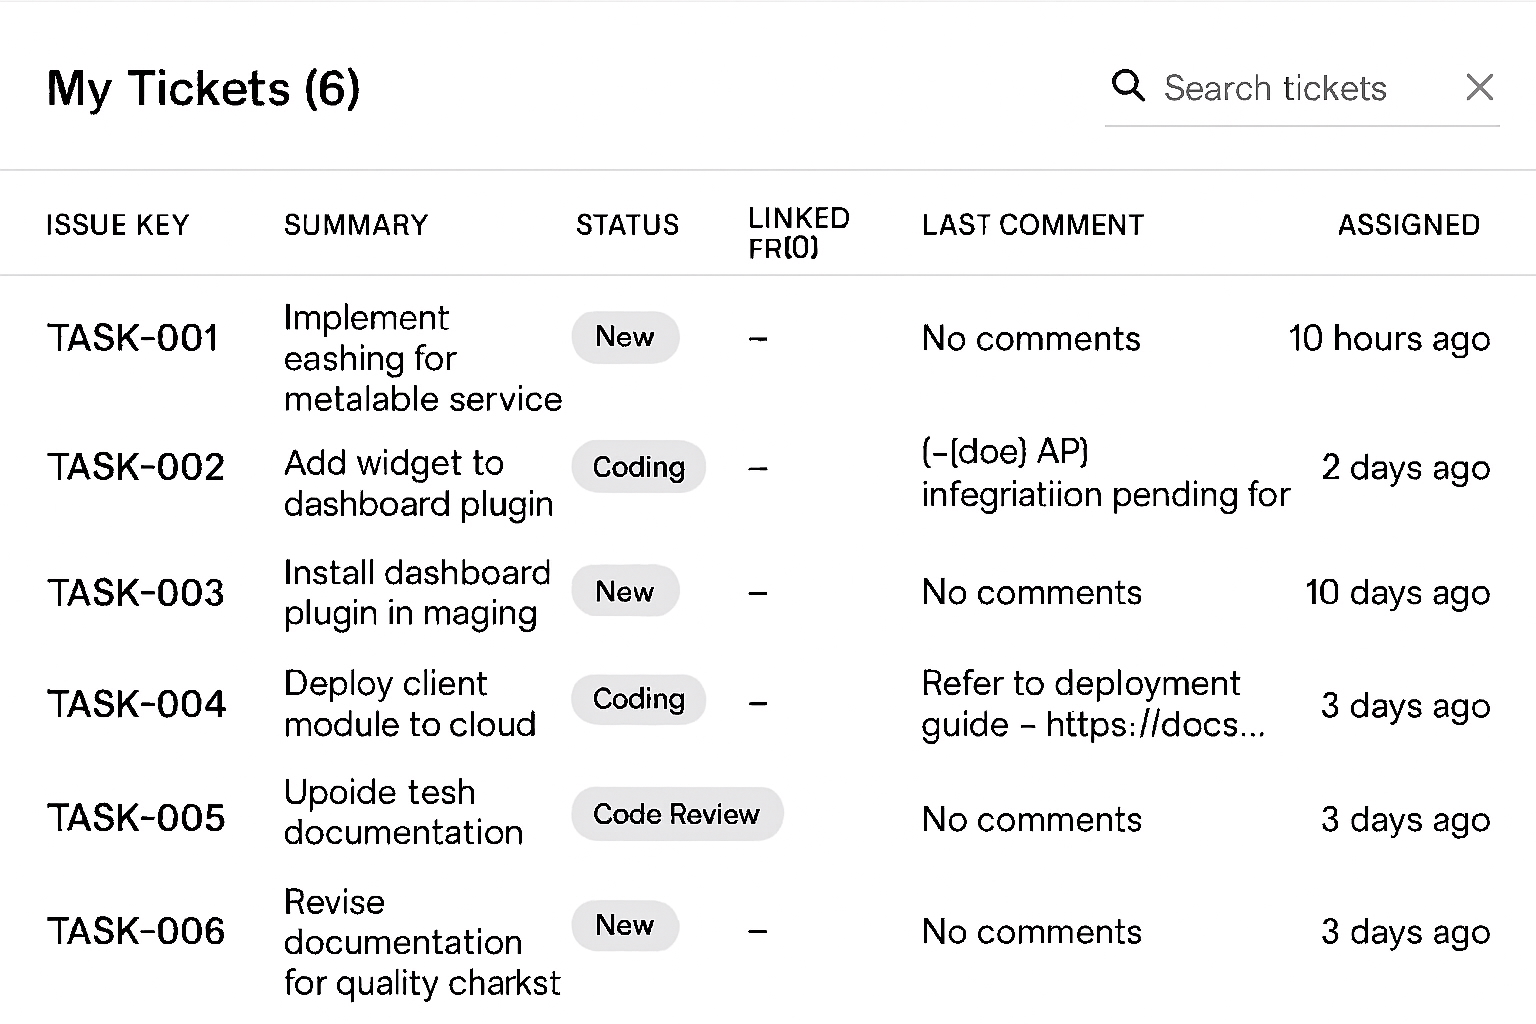 My Tickets (6)
Search tickets
ISSUE KEY
SUMMARY
STATUS
LINKED
FR(0)
LAST COMMENT
ASSIGNED
TASK-001
Implement
eashing for
metalable service
New
–
No comments
10 hours ago
TASK-002
Add widget to
dashboard plugin
Coding
–
(-(doe) AP)
infegriatiion pending for
2 days ago
TASK-003
Install dashboard
plugin in maging
New
–
No comments
10 days ago
TASK-004
Deploy client
module to cloud
Coding
–
Refer to deployment
guide – https://docs...
3 days ago
TASK-005
Upoide tesh
documentation
Code Review
No comments
3 days ago
TASK-006
Revise
documentation
for quality charkst
New
–
No comments
3 days ago